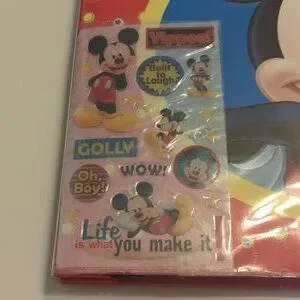 Yippee!
Built
to
Laugh
GOLLY
WOW!
Oh,
Boy!
Life
is what you make it!